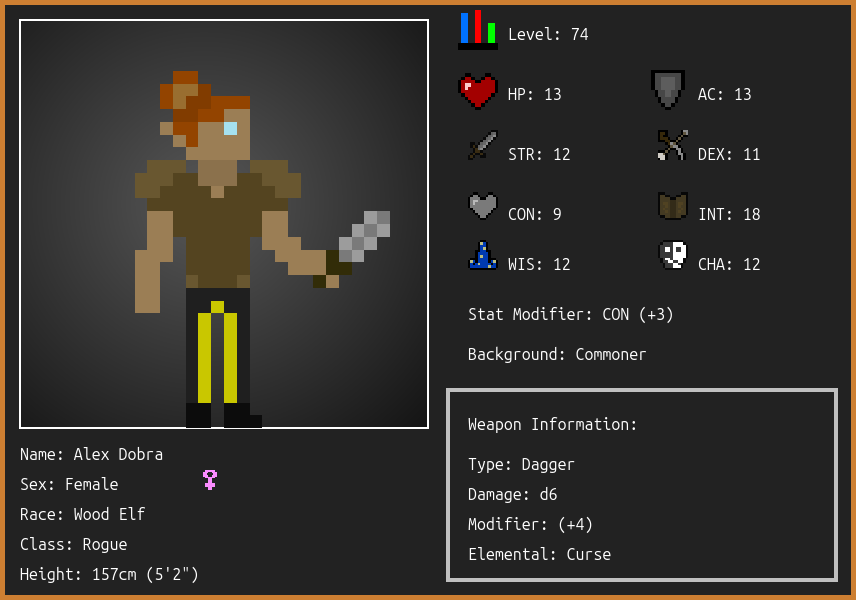 Level: 74
HP: 13
AC: 13
STR: 12
DEX: 11
CON: 9
INT: 18
WIS: 12
CHA: 12
Stat Modifier: CON (+3)
Background: Commoner
Weapon Information:
Type: Dagger
Damage: d6
Modifier: (+4)
Elemental: Curse
Name: Alex Dobra
Sex: Female
Race: Wood Elf
Class: Rogue
Height: 157cm (5'2")